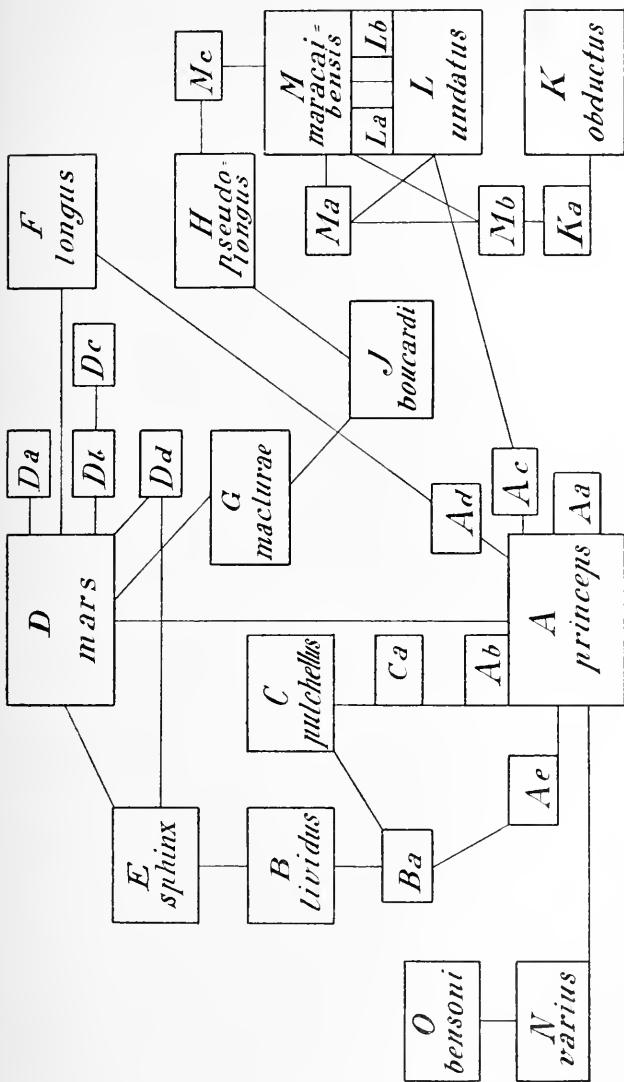 D
mars
Da
Db
Dc
Dd
F
longus
E
sphinx
Mc
B
lividus
C
pulchellus
G
maclurae
H
pseudo=
longus
M
maracai=
bensis
Ma
La
Lb
L
undatus
J
boucardi
Ba
Ca
O
bensoni
N
varius
Ae
Ab
Ad
Ac
Aa
A
princeps
Mb
Ka
K
obductus